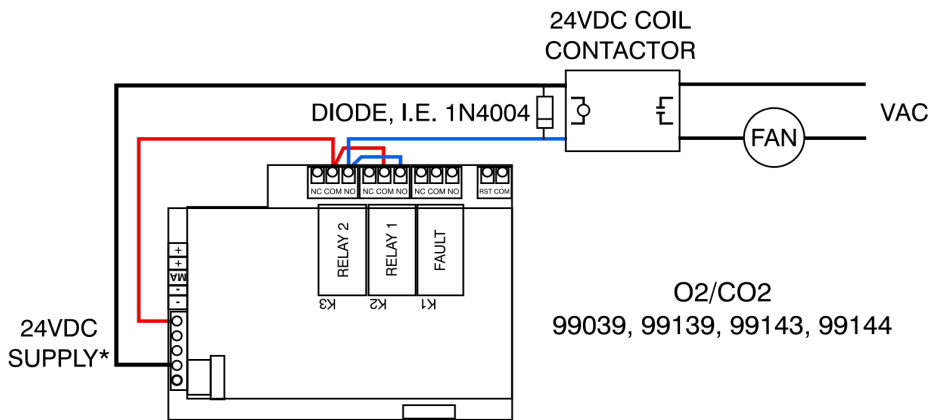 24VDC COIL
CONTACTOR
DIODE, I.E. 1N4004
VAC
FAN
NC COM NO NC COM NO NC COM NO RST COM
RELAY 2
RELAY 1
FAULT
K3
K2
K1
+
+
MA
-
-
24VDC
SUPPLY*
O2/CO2
99039, 99139, 99143, 99144